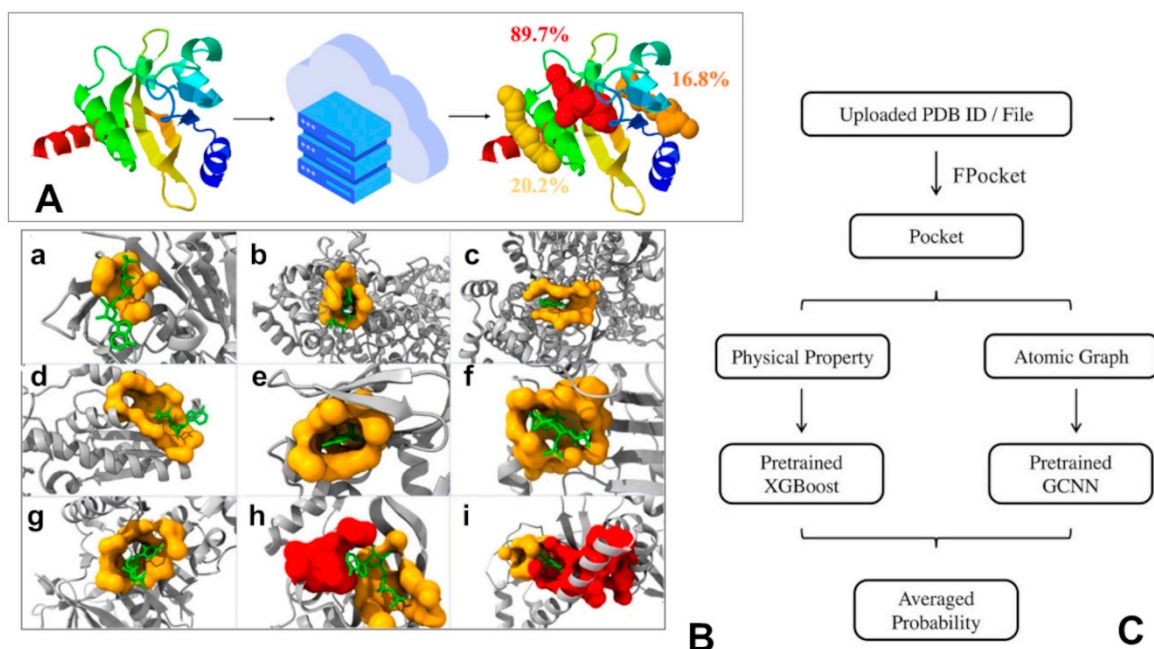 89.7%
16.8%
20.2%
A
a
b
c
d
e
f
g
h
i
B
Uploaded PDB ID / File
FPocket
Pocket
Physical Property
Atomic Graph
Pretrained
XGBoost
Pretrained
GCNN
Averaged
Probability
C